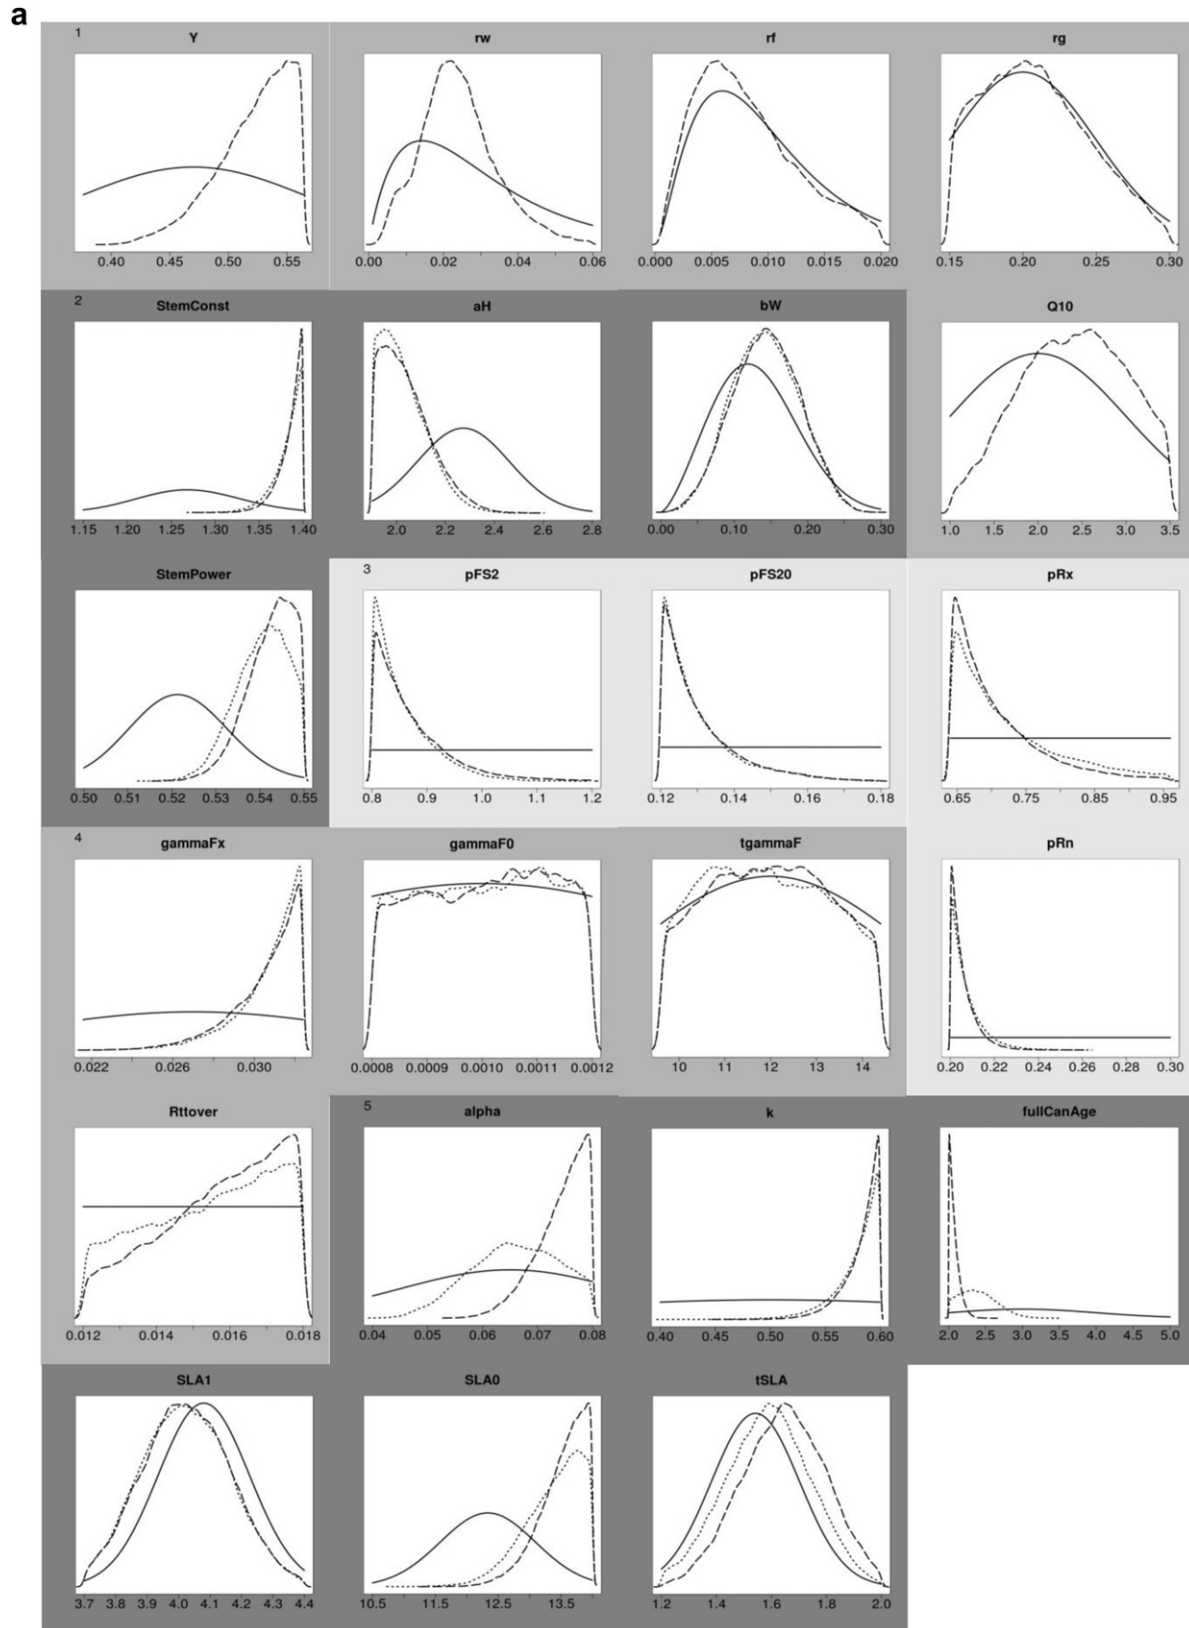 a
1 Y rw rf rg
0.40 0.45 0.50 0.55 0.00 0.02 0.04 0.06 0.000 0.005 0.010 0.015 0.020 0.15 0.20 0.25 0.30
2 StemConst aH bW Q10
1.15 1.20 1.25 1.30 1.35 1.40 2.0 2.2 2.4 2.6 2.8 0.00 0.10 0.20 0.30 1.0 1.5 2.0 2.5 3.0 3.5
StemPower 3 pFS2 pFS20 pRx
0.50 0.51 0.52 0.53 0.54 0.55 0.8 0.9 1.0 1.1 1.2 0.12 0.14 0.16 0.18 0.65 0.75 0.85 0.95
4 gammaFx gammaF0 tgammaF pRn
0.022 0.026 0.030 0.0008 0.0009 0.0010 0.0011 0.0012 10 11 12 13 14 0.20 0.22 0.24 0.26 0.28 0.30
Rttover 5 alpha k fullCanAge
0.012 0.014 0.016 0.018 0.04 0.05 0.06 0.07 0.08 0.40 0.45 0.50 0.55 0.60 2.0 2.5 3.0 3.5 4.0 4.5 5.0
SLA1 SLA0 tSLA
3.7 3.8 3.9 4.0 4.1 4.2 4.3 4.4 10.5 11.5 12.5 13.5 1.2 1.4 1.6 1.8 2.0